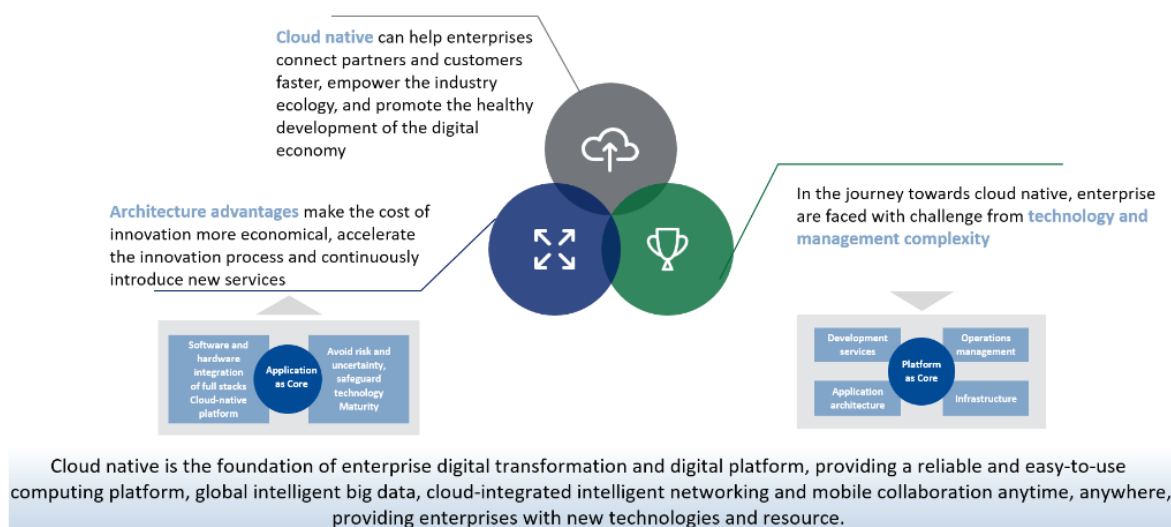 Cloud native can help enterprises
connect partners and customers
faster, empower the industry
ecology, and promote the healthy
development of the digital
economy
Architecture advantages make the cost of
innovation more economical, accelerate
the innovation process and continuously
introduce new services
In the journey towards cloud native, enterprise
are faced with challenge from technology and
management complexity
Software and
hardware
integration
of full stacks
Cloud-native
platform
Application
as Core
Avoid risk and
uncertainty,
safeguard
technology
Maturity
Development
services
Operations
management
Platform
as Core
Application
architecture
Infrastructure
Cloud native is the foundation of enterprise digital transformation and digital platform, providing a reliable and easy-to-use
computing platform, global intelligent big data, cloud-integrated intelligent networking and mobile collaboration anytime, anywhere,
providing enterprises with new technologies and resource.